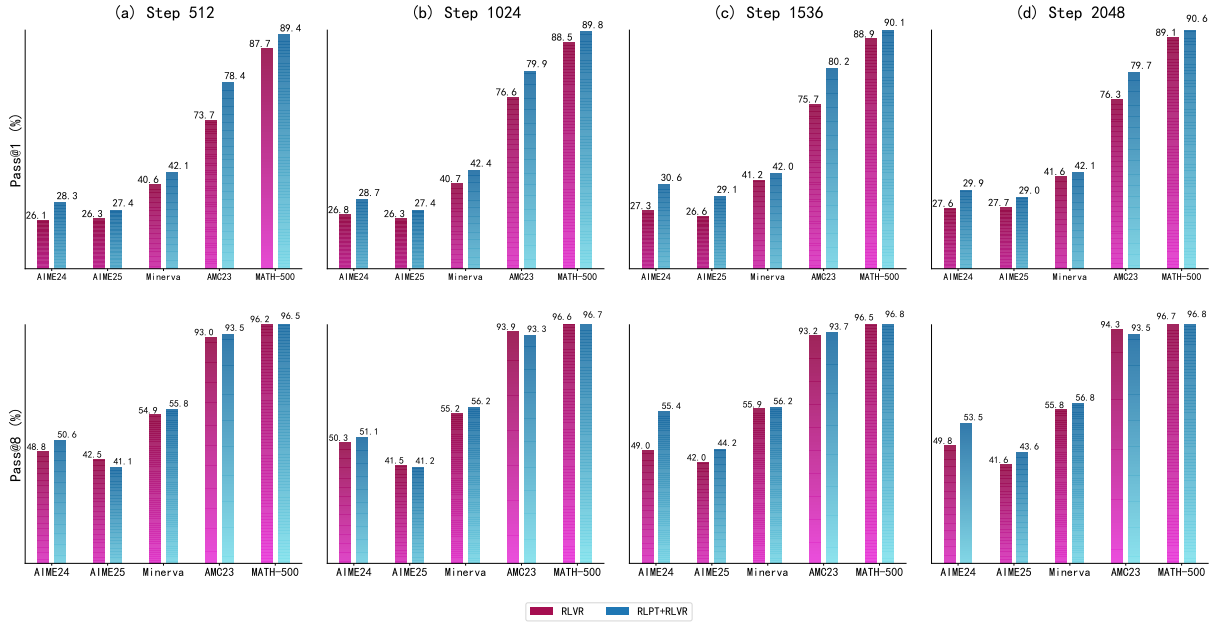 (a) Step 512
(b) Step 1024
(c) Step 1536
(d) Step 2048
Pass@1 (%)
26.1 28.3 26.3 27.4 40.6 42.1 73.7 78.4 87.7 89.4
AIME24 AIME25 Minerva AMC23 MATH-500
26.8 28.7 26.3 27.4 40.7 42.4 76.6 79.9 88.5 89.8
AIME24 AIME25 Minerva AMC23 MATH-500
27.3 30.6 26.6 29.1 41.2 42.0 75.7 80.2 88.9 90.1
AIME24 AIME25 Minerva AMC23 MATH-500
27.6 29.9 27.7 29.0 41.6 42.1 76.3 79.7 89.1 90.6
AIME24 AIME25 Minerva AMC23 MATH-500
Pass@8 (%)
48.8 50.6 42.5 41.1 54.9 55.8 93.0 93.5 96.2 96.5
AIME24 AIME25 Minerva AMC23 MATH-500
50.3 51.1 41.5 41.2 55.2 56.2 93.9 93.3 96.6 96.7
AIME24 AIME25 Minerva AMC23 MATH-500
49.0 55.4 42.0 44.2 55.9 56.2 93.2 93.7 96.5 96.8
AIME24 AIME25 Minerva AMC23 MATH-500
49.8 53.5 41.6 43.6 55.8 56.8 94.3 93.5 96.7 96.8
AIME24 AIME25 Minerva AMC23 MATH-500
RLVR RLPT+RLVR